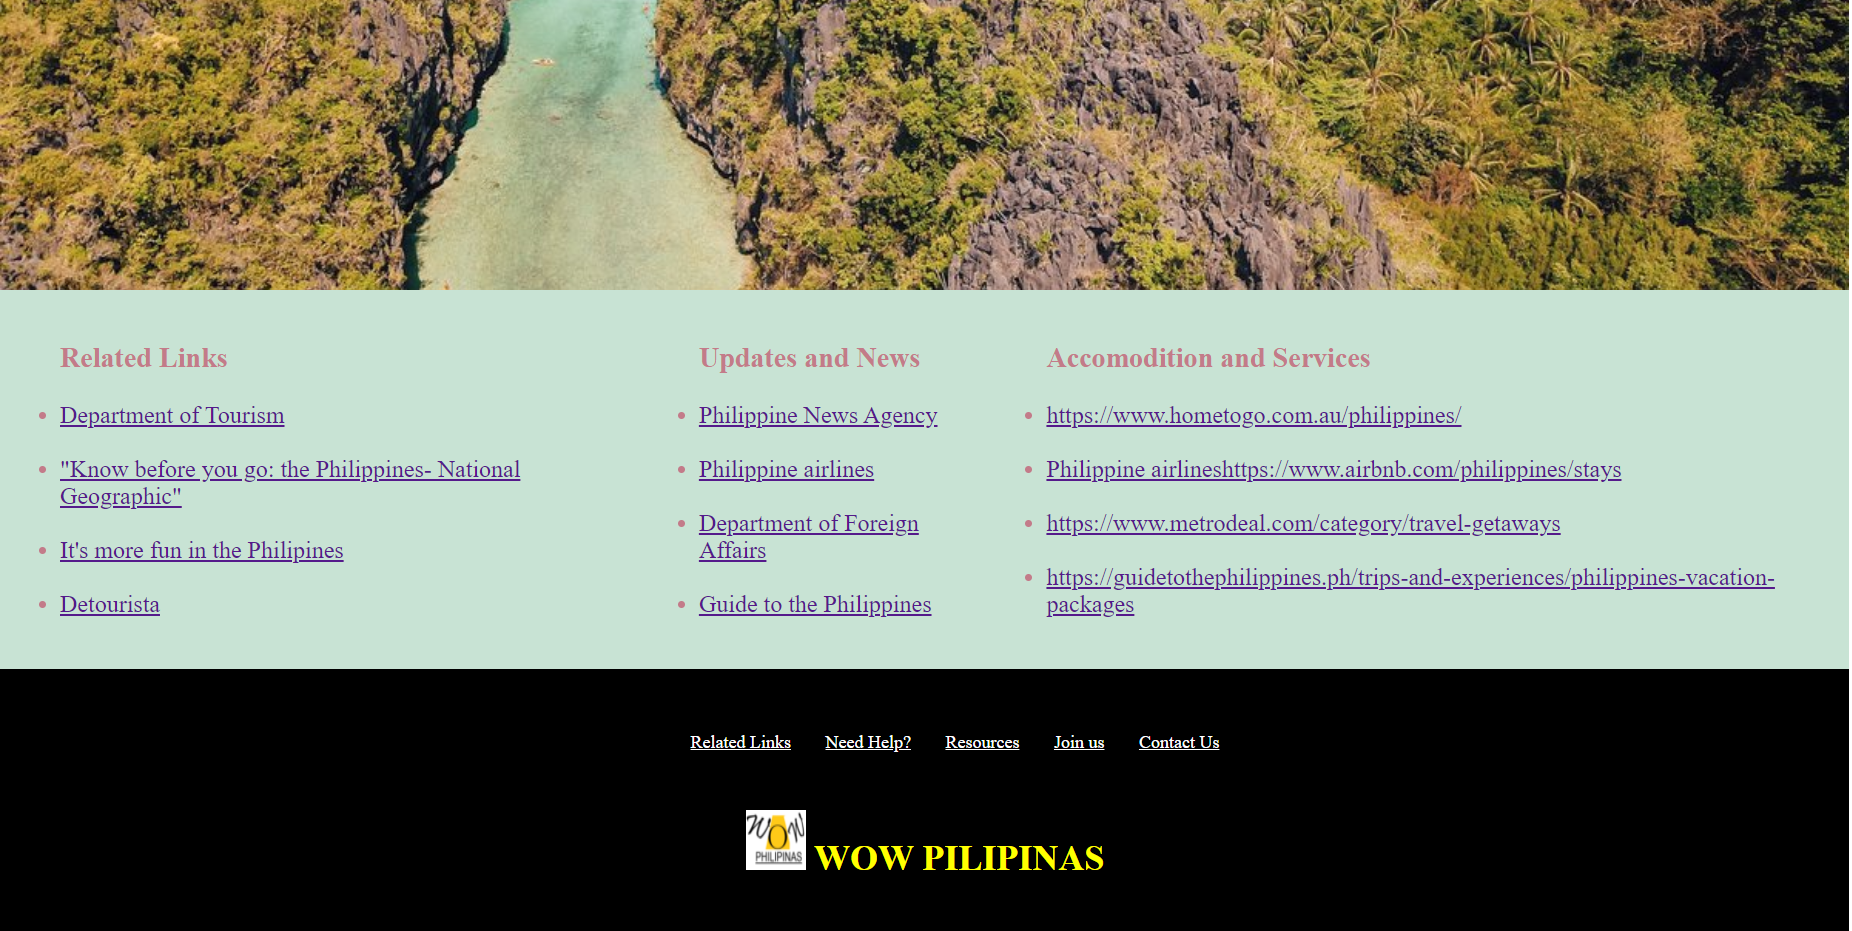 Related Links
Department of Tourism
"Know before you go: the Philippines- National
Geographic"
It's more fun in the Philipines
Detourista
Updates and News
Philippine News Agency
Philippine airlines
Department of Foreign
Affairs
Guide to the Philippines
Accomodition and Services
https://www.hometogo.com.au/philippines/
Philippine airlineshttps://www.airbnb.com/philippines/stays
https://www.metrodeal.com/category/travel-getaways
https://guidetothephilippines.ph/trips-and-experiences/philippines-vacation-
packages
Related Links Need Help? Resources Join us Contact Us
WOW
PHILIPINAS
WOW PILIPINAS